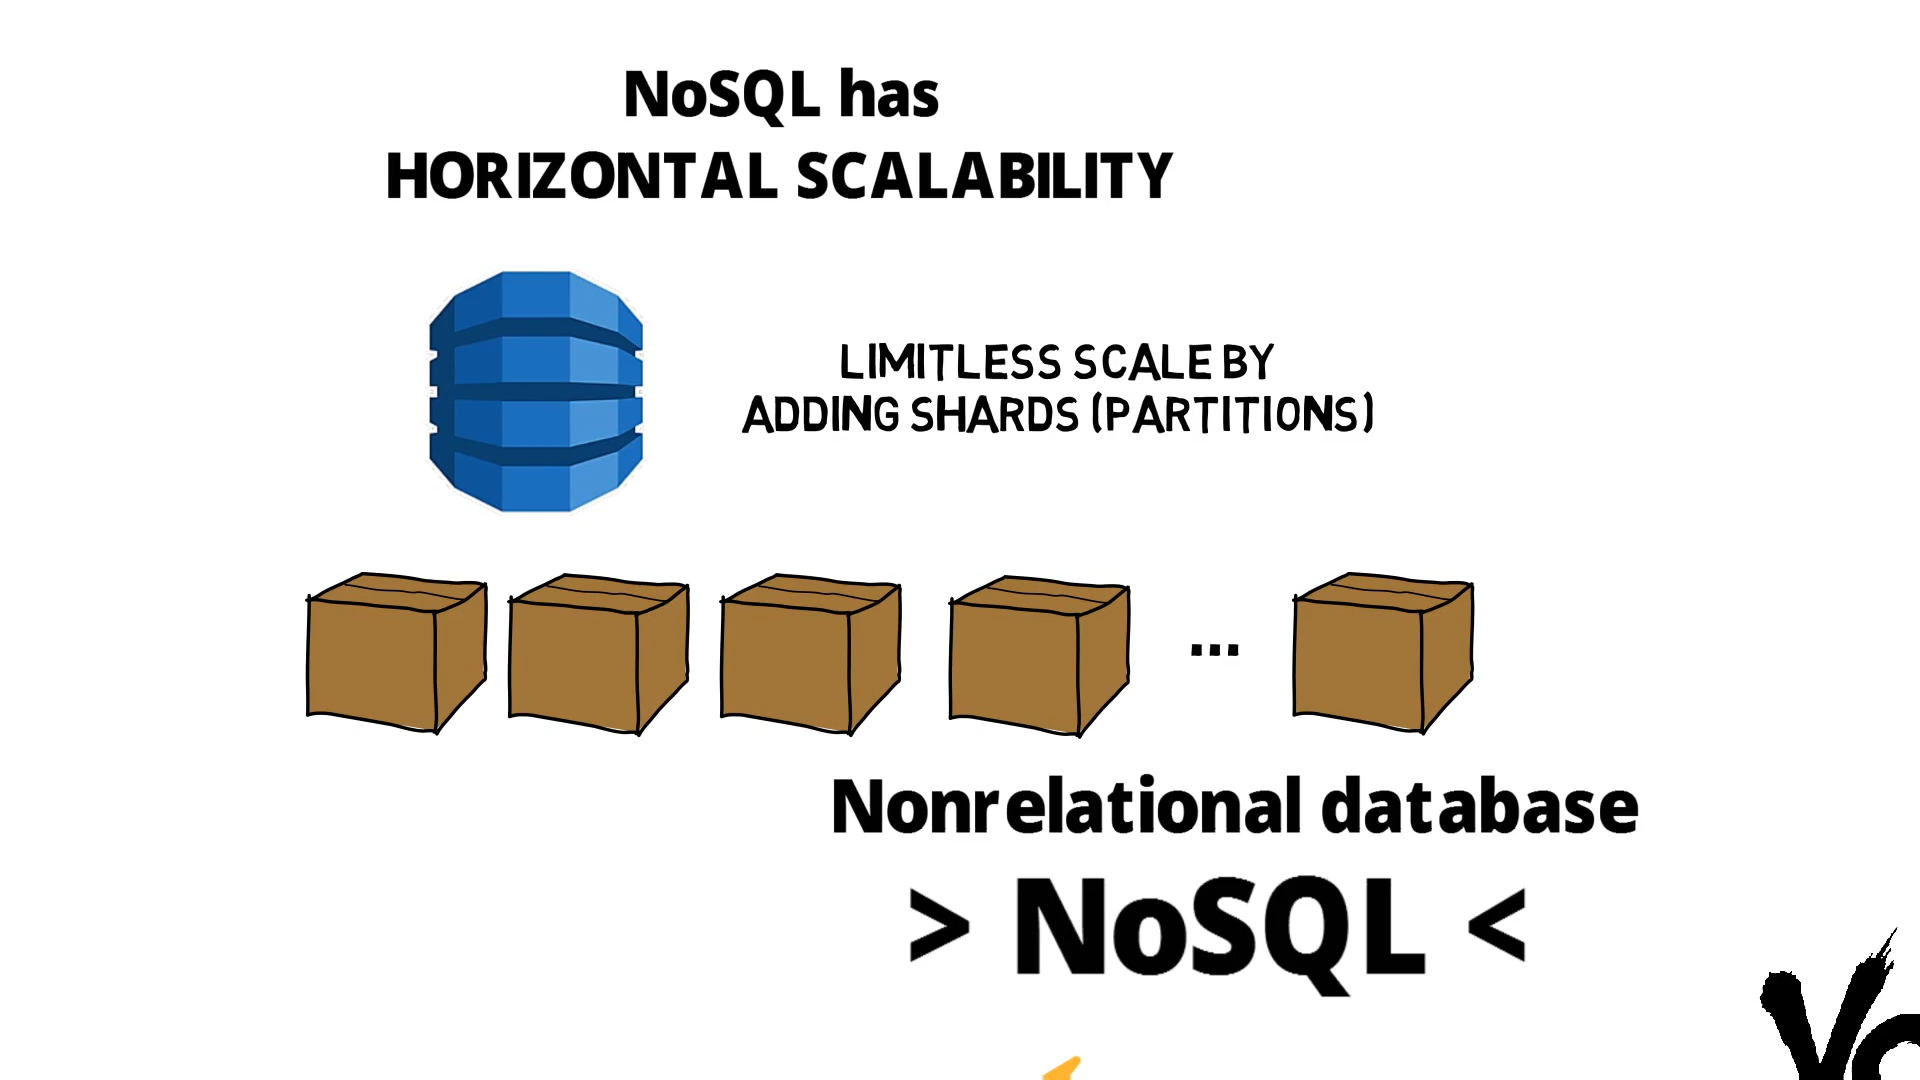 NoSQL has
HORIZONTAL SCALABILITY
LIMITLESS SCALE BY
ADDING SHARDS (PARTITIONS)
...
Nonrelational database
> NoSQL <